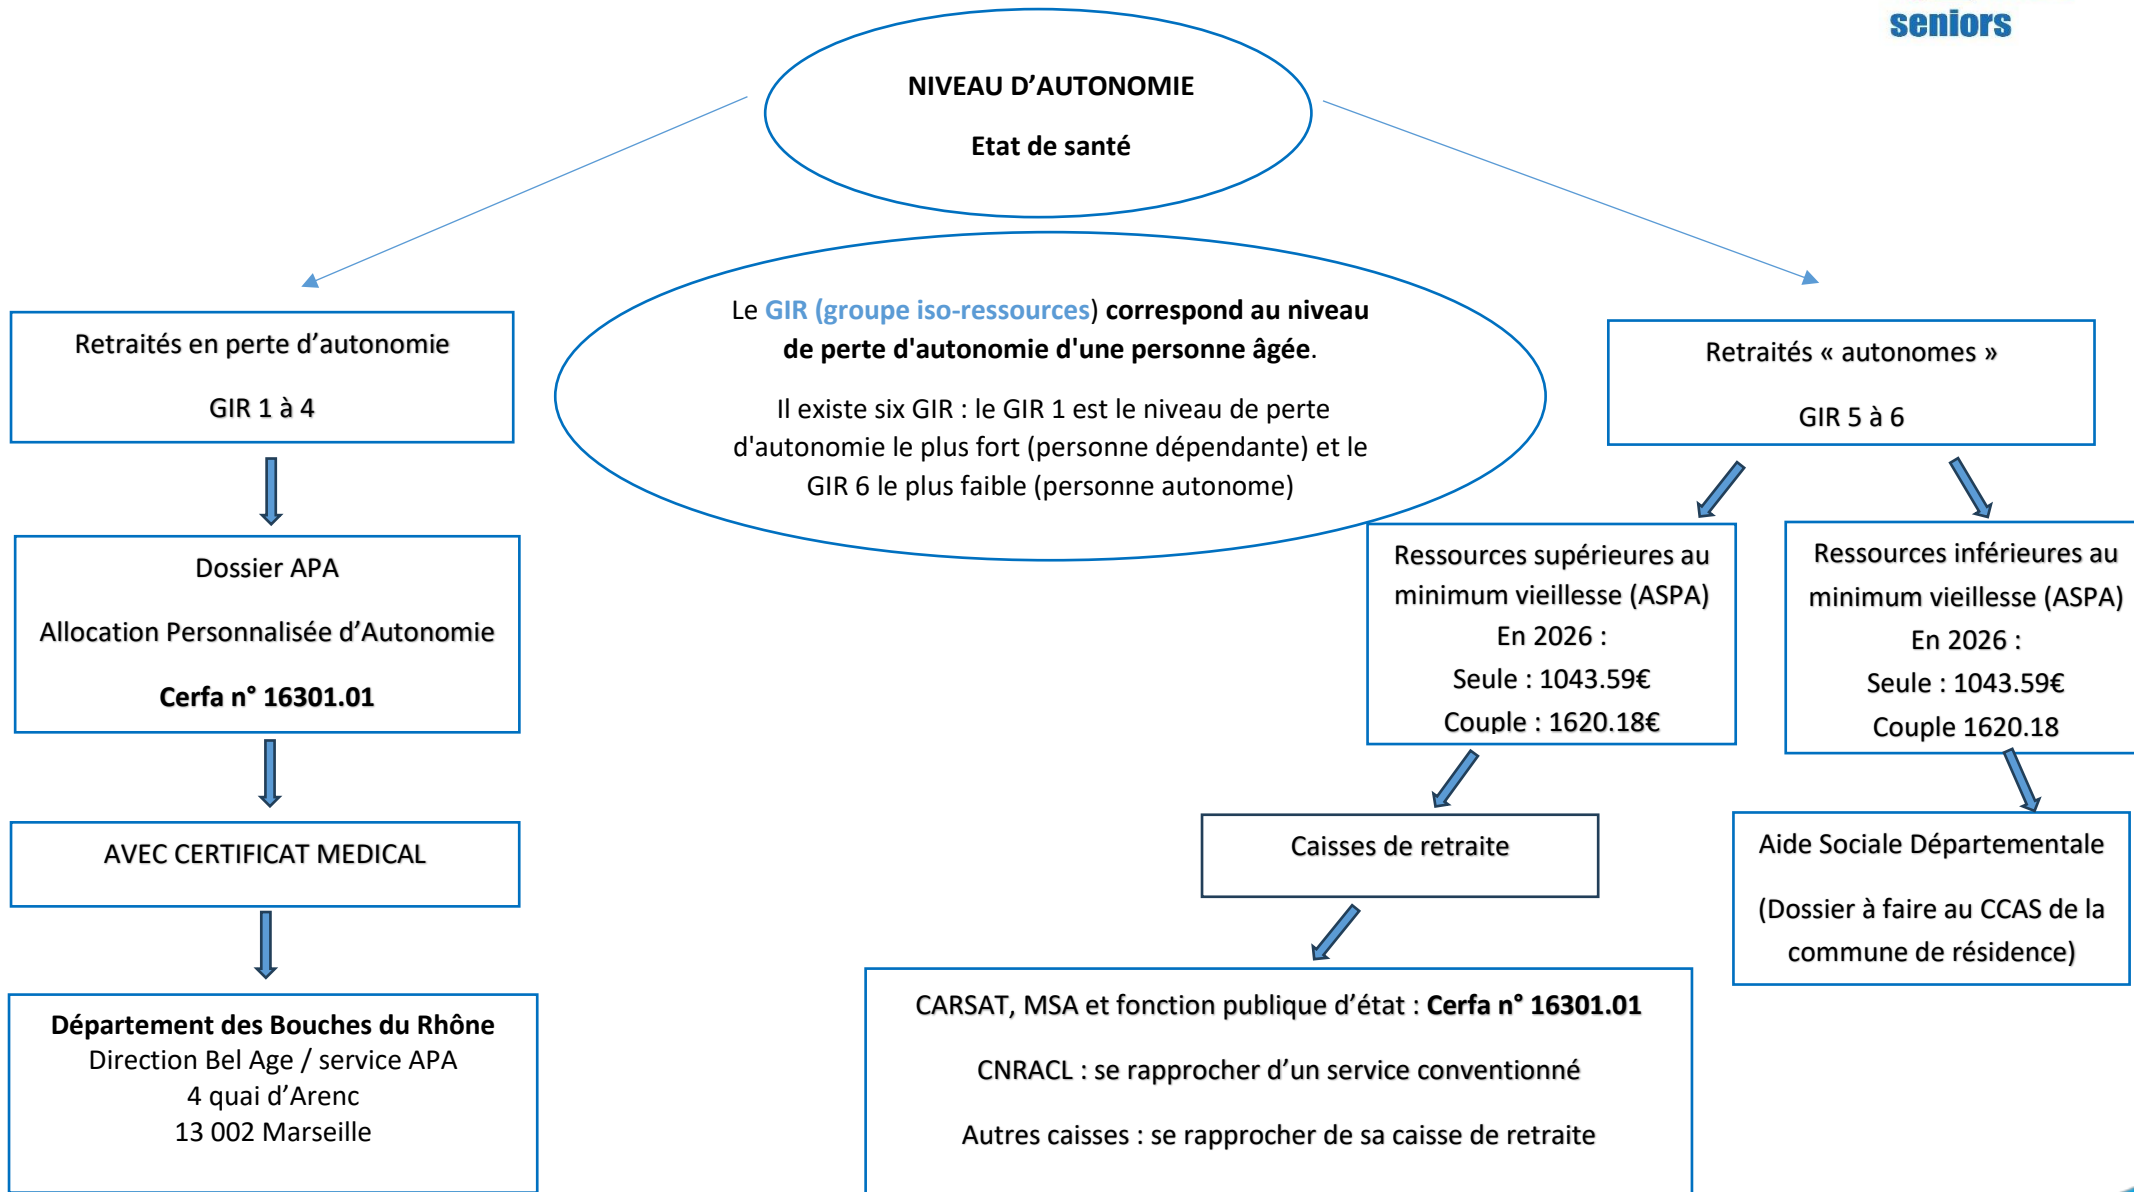 seniors
NIVEAU D’AUTONOMIE
Etat de santé
Le GIR (groupe iso-ressources) correspond au niveau
de perte d'autonomie d'une personne âgée.
Il existe six GIR : le GIR 1 est le niveau de perte
d'autonomie le plus fort (personne dépendante) et le
GIR 6 le plus faible (personne autonome)
Retraités en perte d’autonomie
GIR 1 à 4
Dossier APA
Allocation Personnalisée d’Autonomie
Cerfa n° 16301.01
AVEC CERTIFICAT MEDICAL
Département des Bouches du Rhône
Direction Bel Age / service APA
4 quai d’Arenc
13 002 Marseille
Retraités « autonomes »
GIR 5 à 6
Ressources supérieures au
minimum vieillesse (ASPA)
En 2026 :
Seule : 1043.59€
Couple : 1620.18€
Caisses de retraite
CARSAT, MSA et fonction publique d’état : Cerfa n° 16301.01
CNRACL : se rapprocher d’un service conventionné
Autres caisses : se rapprocher de sa caisse de retraite
Ressources inférieures au
minimum vieillesse (ASPA)
En 2026 :
Seule : 1043.59€
Couple 1620.18
Aide Sociale Départementale
(Dossier à faire au CCAS de la
commune de résidence)